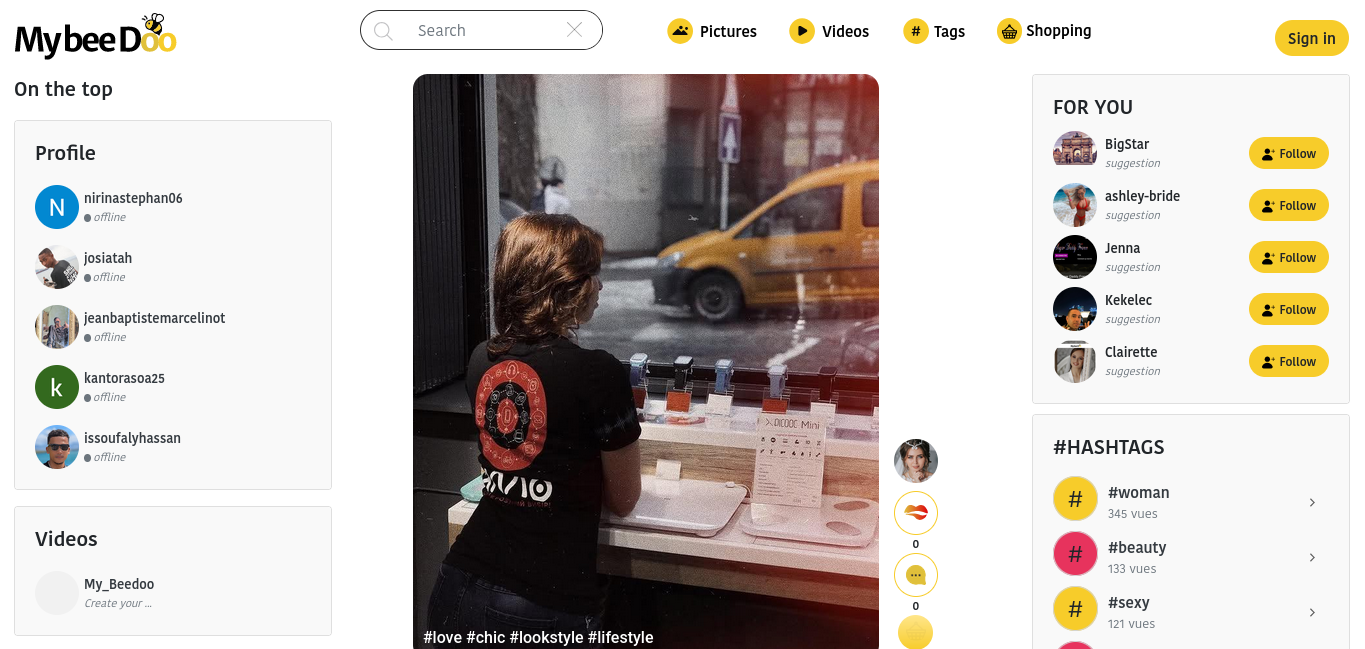 MybeeDoo
Search
Pictures
Videos
# Tags
Shopping
Sign in
On the top
Profile
N nirinastephan06
offline
josiatah
offline
jeanbaptistemarcelinot
offline
k kantorasoa25
offline
issoufalyhassan
offline
Videos
My_Beedoo
Create your ...
DICOOC Mini
#love #chic #lookstyle #lifestyle
0
0
FOR YOU
BigStar
suggestion
Follow
ashley-bride
suggestion
Follow
Jenna
suggestion
Follow
Kekelec
suggestion
Follow
Clairette
suggestion
Follow
#HASHTAGS
# #woman
345 vues
# #beauty
133 vues
# #sexy
121 vues